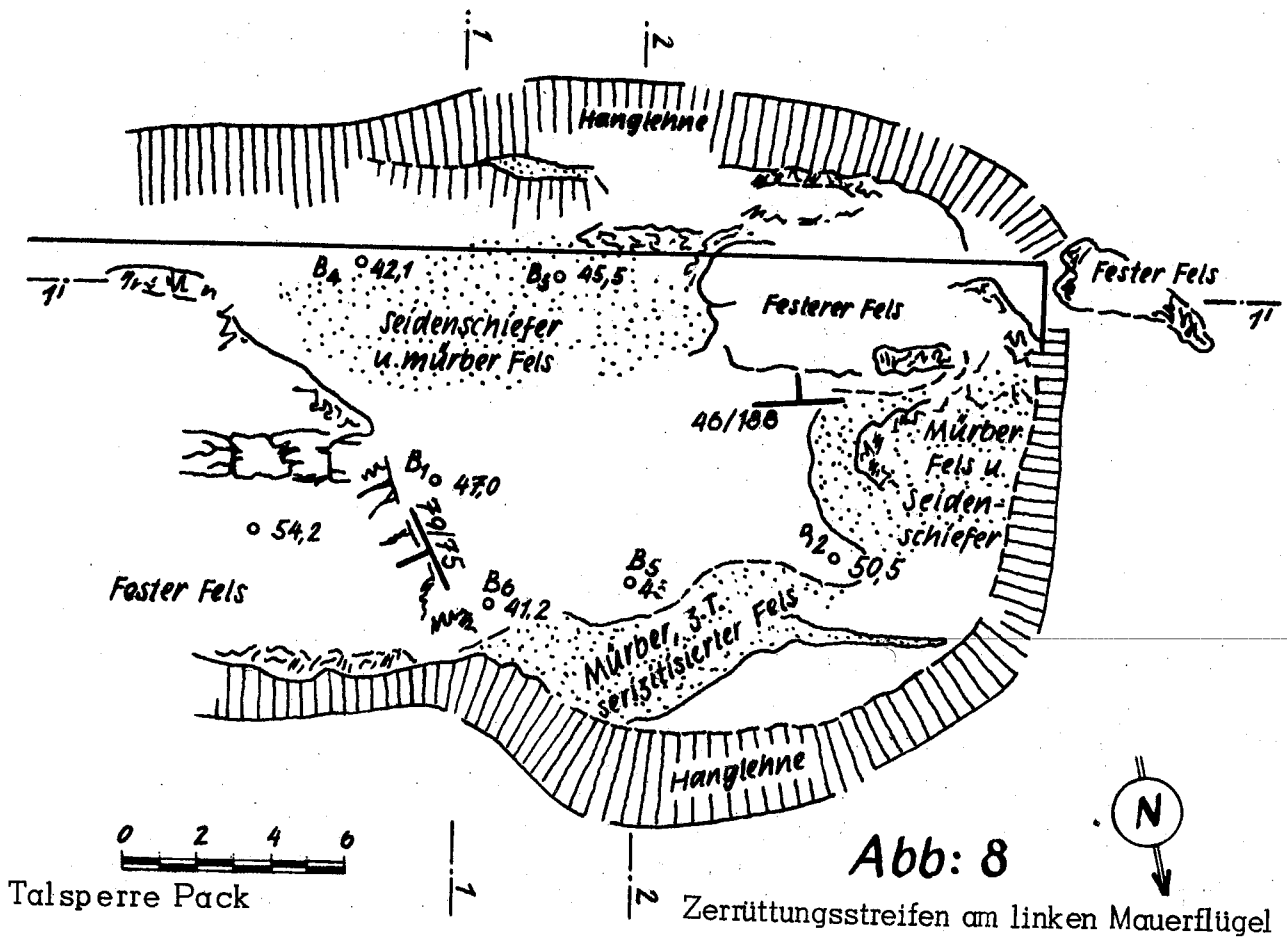 1 2
Hanglehne
Fester Fels
1' 1'
B4 42,1
B3 45,5
Festerer Fels
Seidenschiefer
u. mürber Fels
46/188
Mürber
Fels u.
Seiden-
schiefer
B1 47,0
79/75
54,2
50,5
Fester Fels
B5
B6 41,2
Mürber, z.T.
serizitisierter Fels
Hanglehne
N
0 2 4 6
1 2
Abb: 8
Talsperre Pack
Zerrüttungsstreifen am linken Mauerflügel